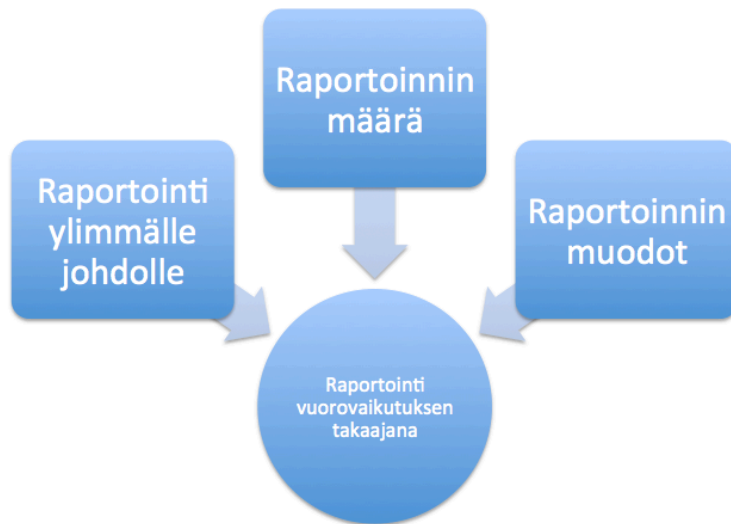 Raportoinnin
määrä
Raportointi
ylimmälle
johdolle
Raportoinnin
muodot
Raportointi
vuorovaikutuksen
takaajana